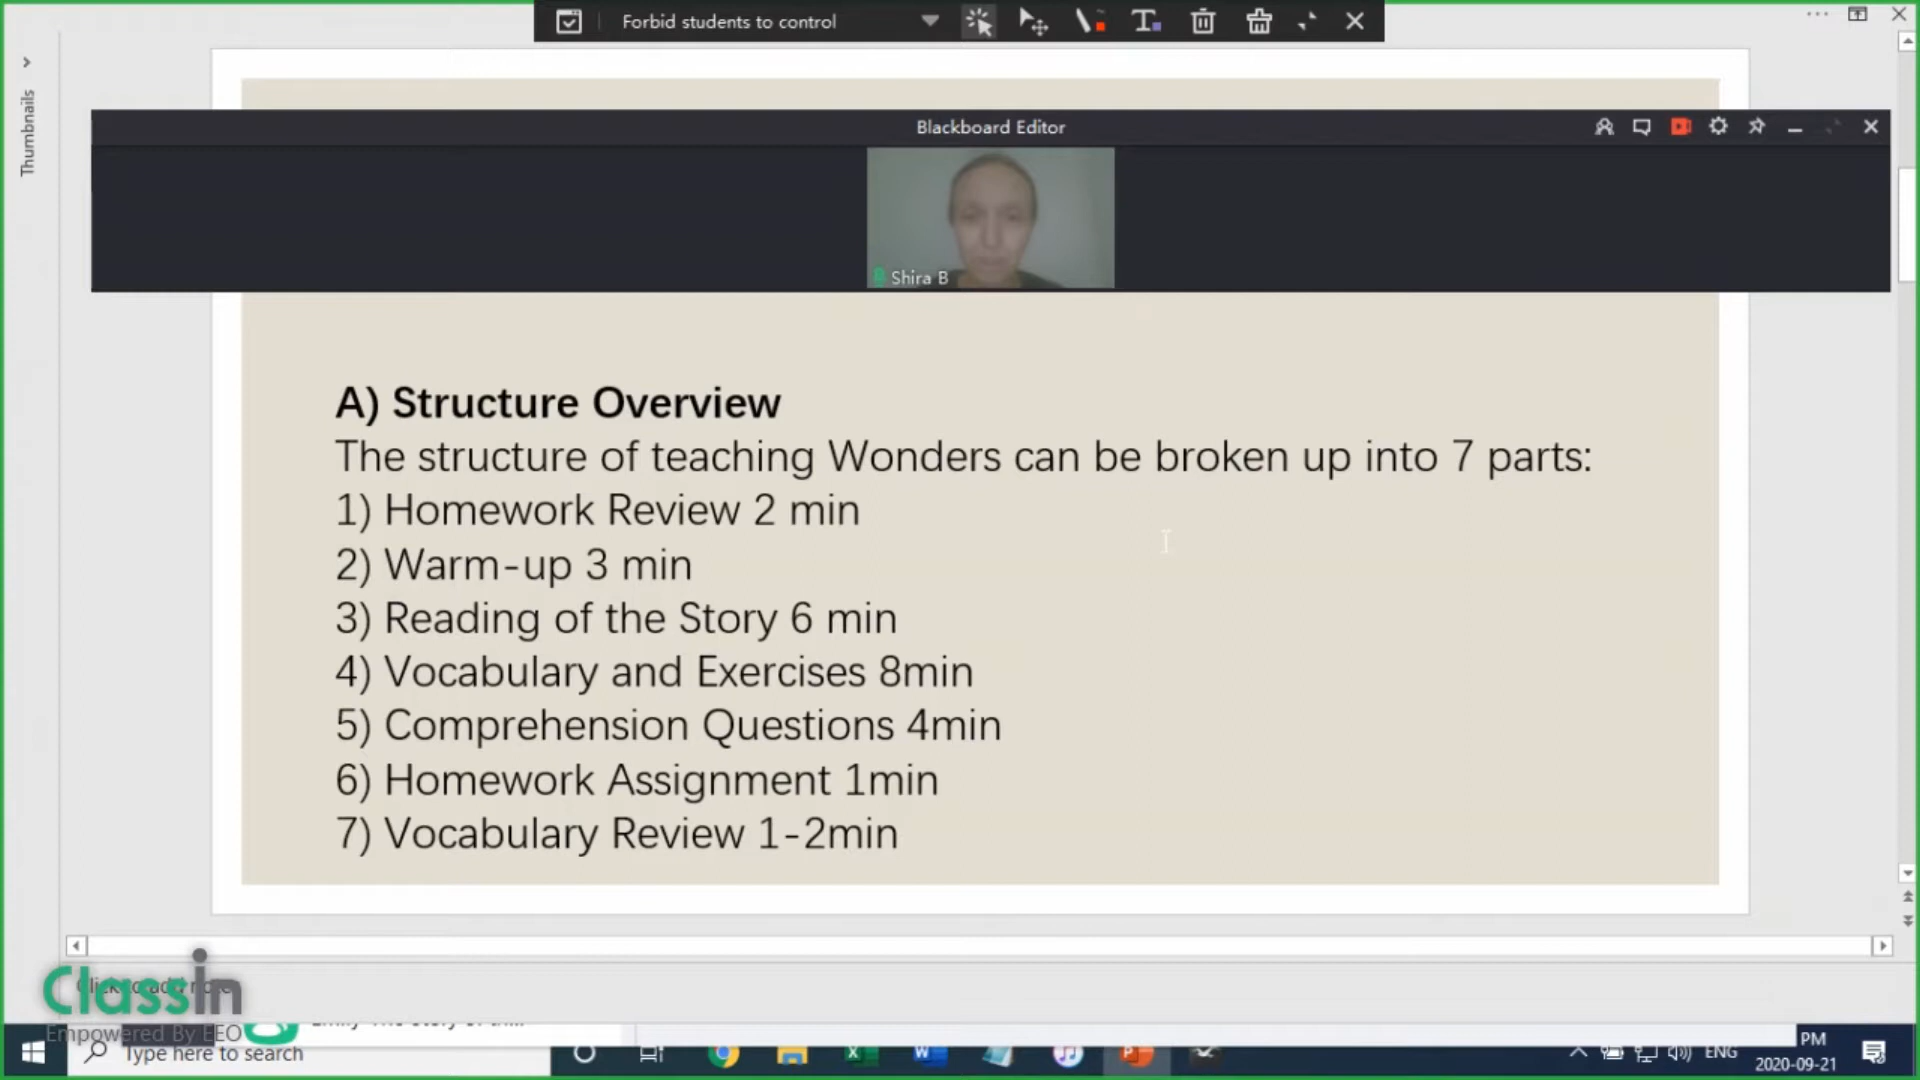 Forbid students to control
Thumbnails
Blackboard Editor
Shira B
A) Structure Overview
The structure of teaching Wonders can be broken up into 7 parts:
1) Homework Review 2 min
2) Warm-up 3 min
3) Reading of the Story 6 min
4) Vocabulary and Exercises 8min
5) Comprehension Questions 4min
6) Homework Assignment 1min
7) Vocabulary Review 1-2min
ClassIn
Empowered By EEO
Type here to search
ENG
PM
2020-09-21